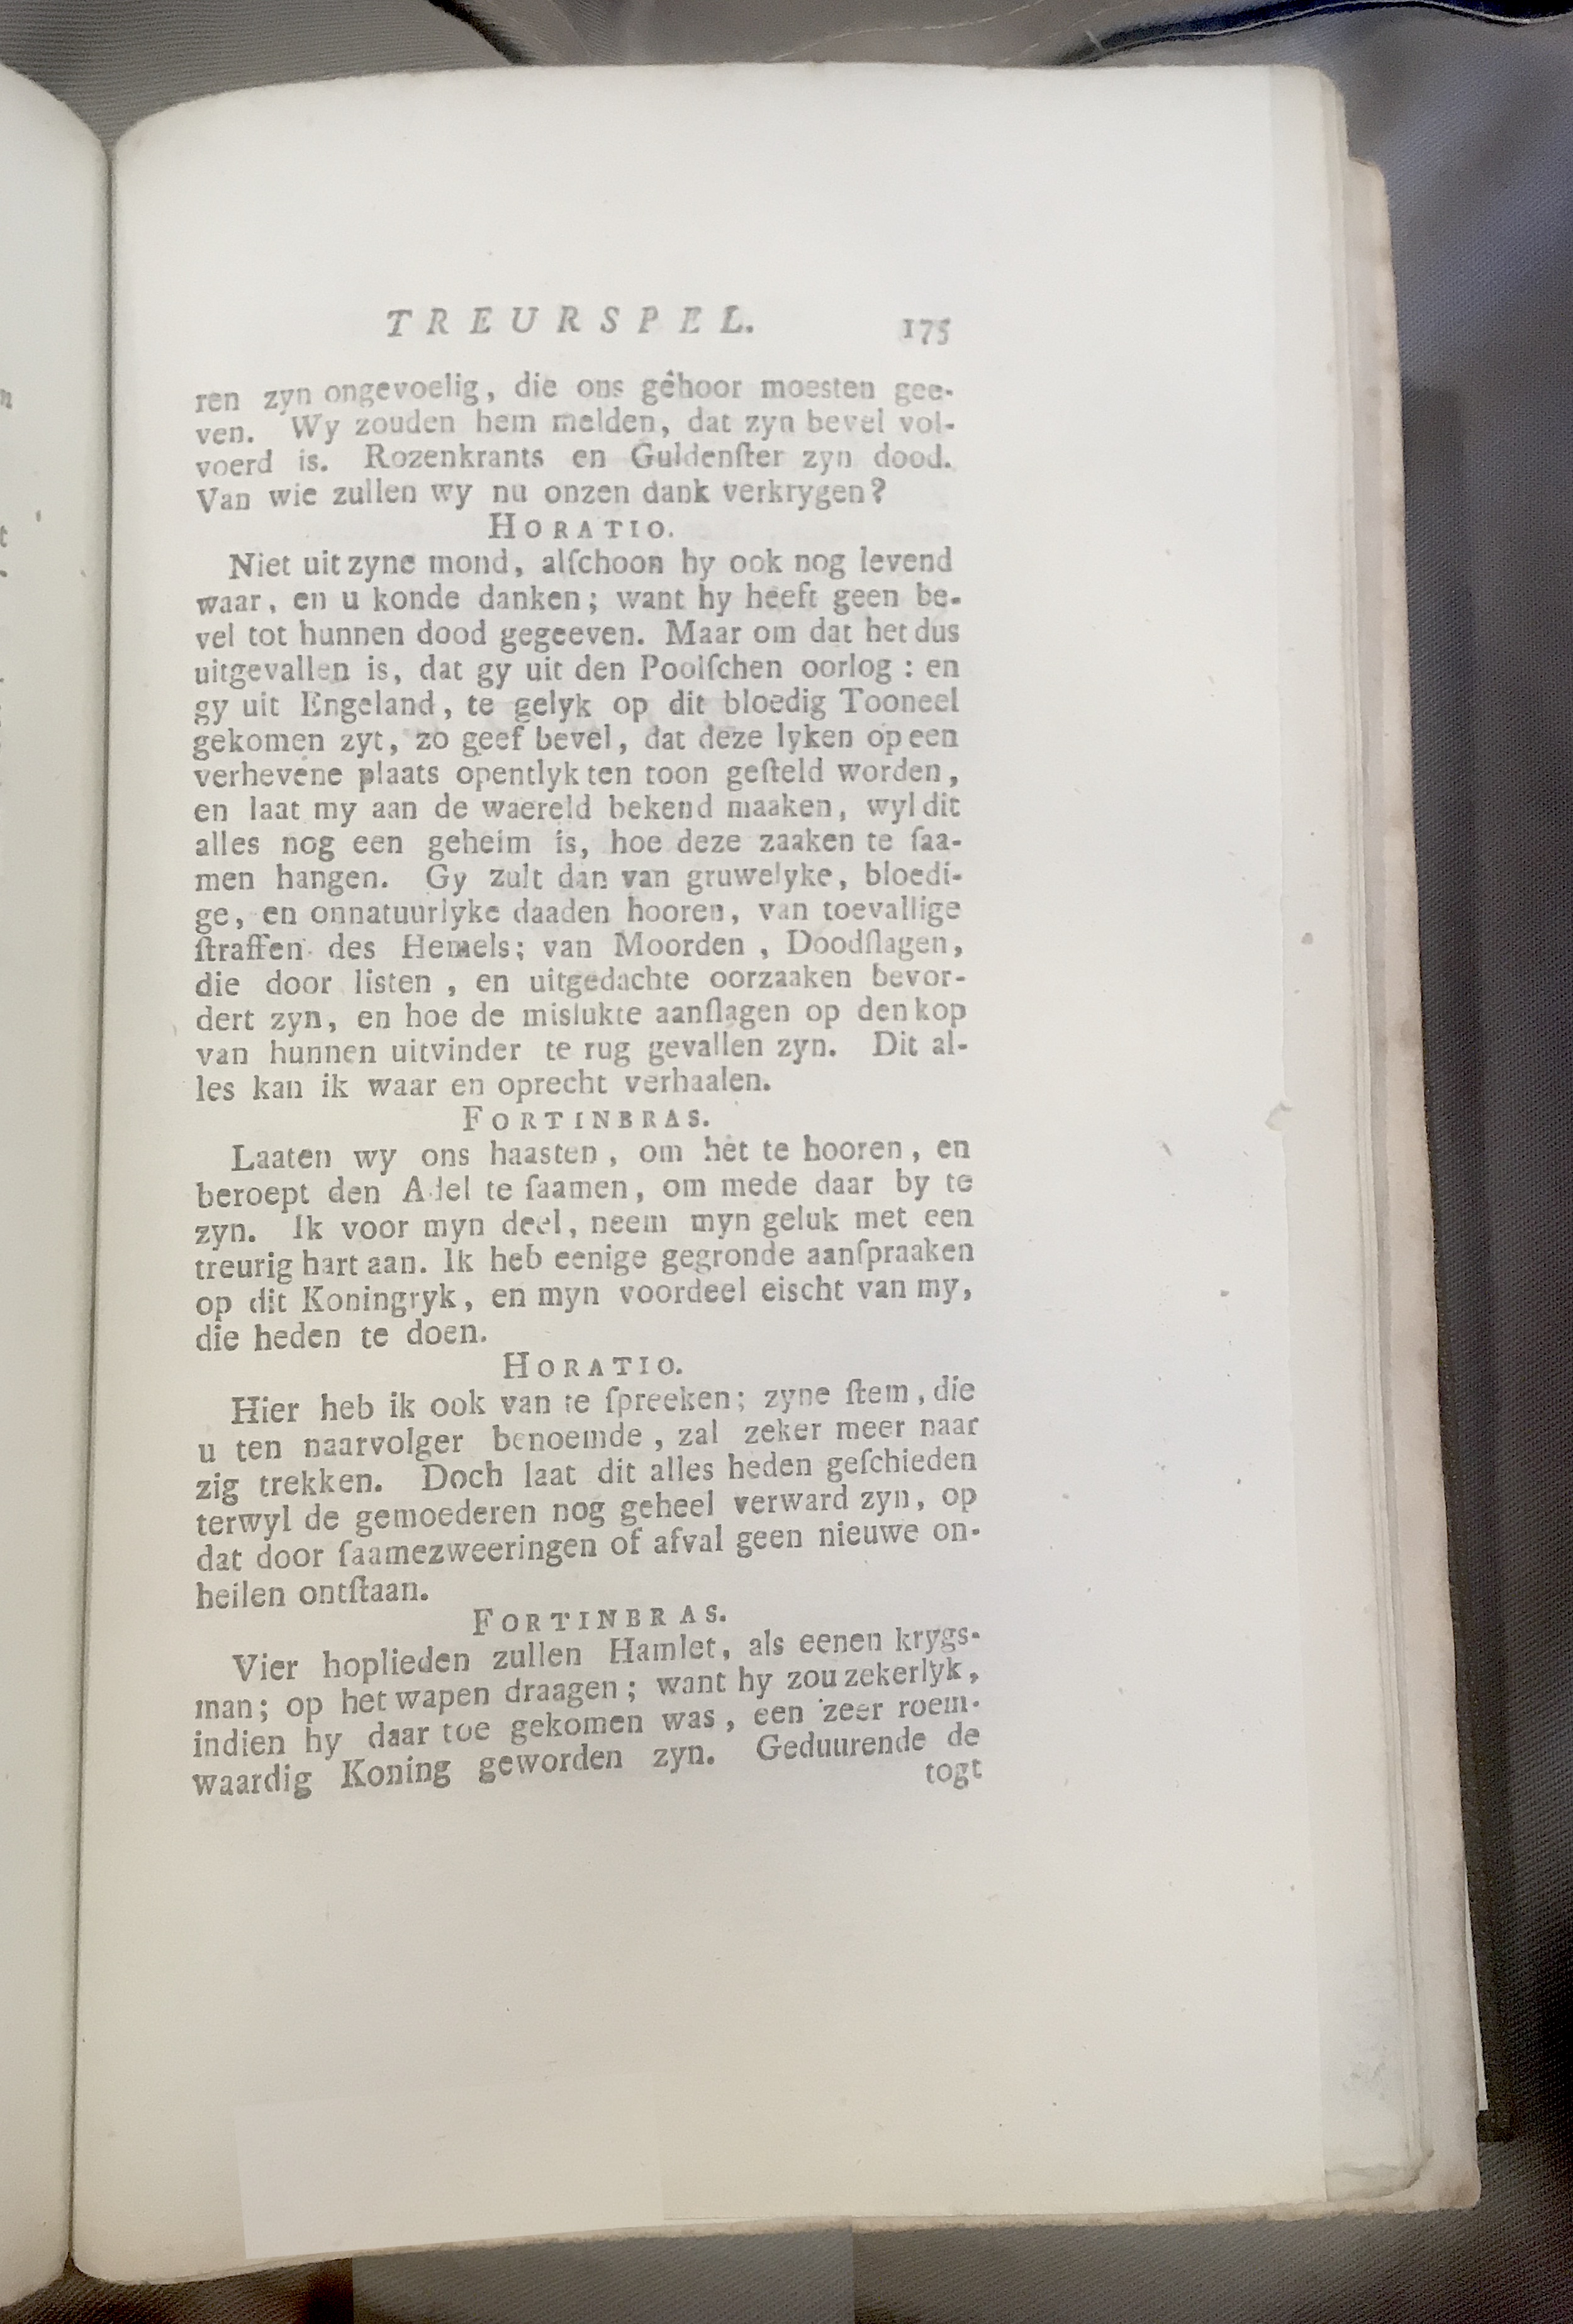 TREURSPEL. 175
ren zyn ongevoelig, die ons gehoor moesten gee-
ven. Wy zouden hem melden, dat zyn bevel vol-
voerd is. Rozenkrants en Guldenſter zyn dood.
Van wie zullen wy nu onzen dank verkrygen?
HORATIO.
Niet uit zyne mond, alſchoon hy ook nog levend
waar, en u konde danken; want hy heeft geen be-
vel tot hunnen dood gegeeven. Maar om dat het dus
uitgevallen is, dat gy uit den Poolſchen oorlog: en
gy uit Engeland, te gelyk op dit bloedig Tooneel
gekomen zyt, zo geef bevel, dat deze lyken op een
verhevene plaats opentlyk ten toon geſteld worden,
en laat my aan de waereld bekend maaken, wyl dit
alles nog een geheim is, hoe deze zaaken te ſaa-
men hangen. Gy zult dan van gruwelyke, bloedi-
ge, en onnatuurlyke daaden hooren, van toevallige
ſtraffen des Hemels; van Moorden, Doodſlagen,
die door listen, en uitgedachte oorzaaken bevor-
dert zyn, en hoe de mislukte aanſlagen op den kop
van hunnen uitvinder te rug gevallen zyn. Dit al-
les kan ik waar en oprecht verhaalen.
FORTINBRAS.
Laaten wy ons haasten, om het te hooren, en
beroept den Adel te ſaamen, om mede daar by te
zyn. Ik voor myn deel, neem myn geluk met een
treurig hart aan. Ik heb eenige gegronde aanſpraaken
op dit Koningryk, en myn voordeel eischt van my,
die heden te doen.
HORATIO.
Hier heb ik ook van te ſpreeken; zyne ſtem, die
u ten naarvolger benoemde, zal zeker meer naar
zig trekken. Doch laat dit alles heden geſchieden
terwyl de gemoederen nog geheel verward zyn, op
dat door ſaamezweeringen of afval geen nieuwe on-
heilen ontſtaan.
FORTINBRAS.
Vier hoplieden zullen Hamlet, als eenen krygs-
man; op het wapen draagen; want hy zou zekerlyk,
indien hy daar toe gekomen was, een zeer roem-
waardig Koning geworden zyn. Geduurende de
togt